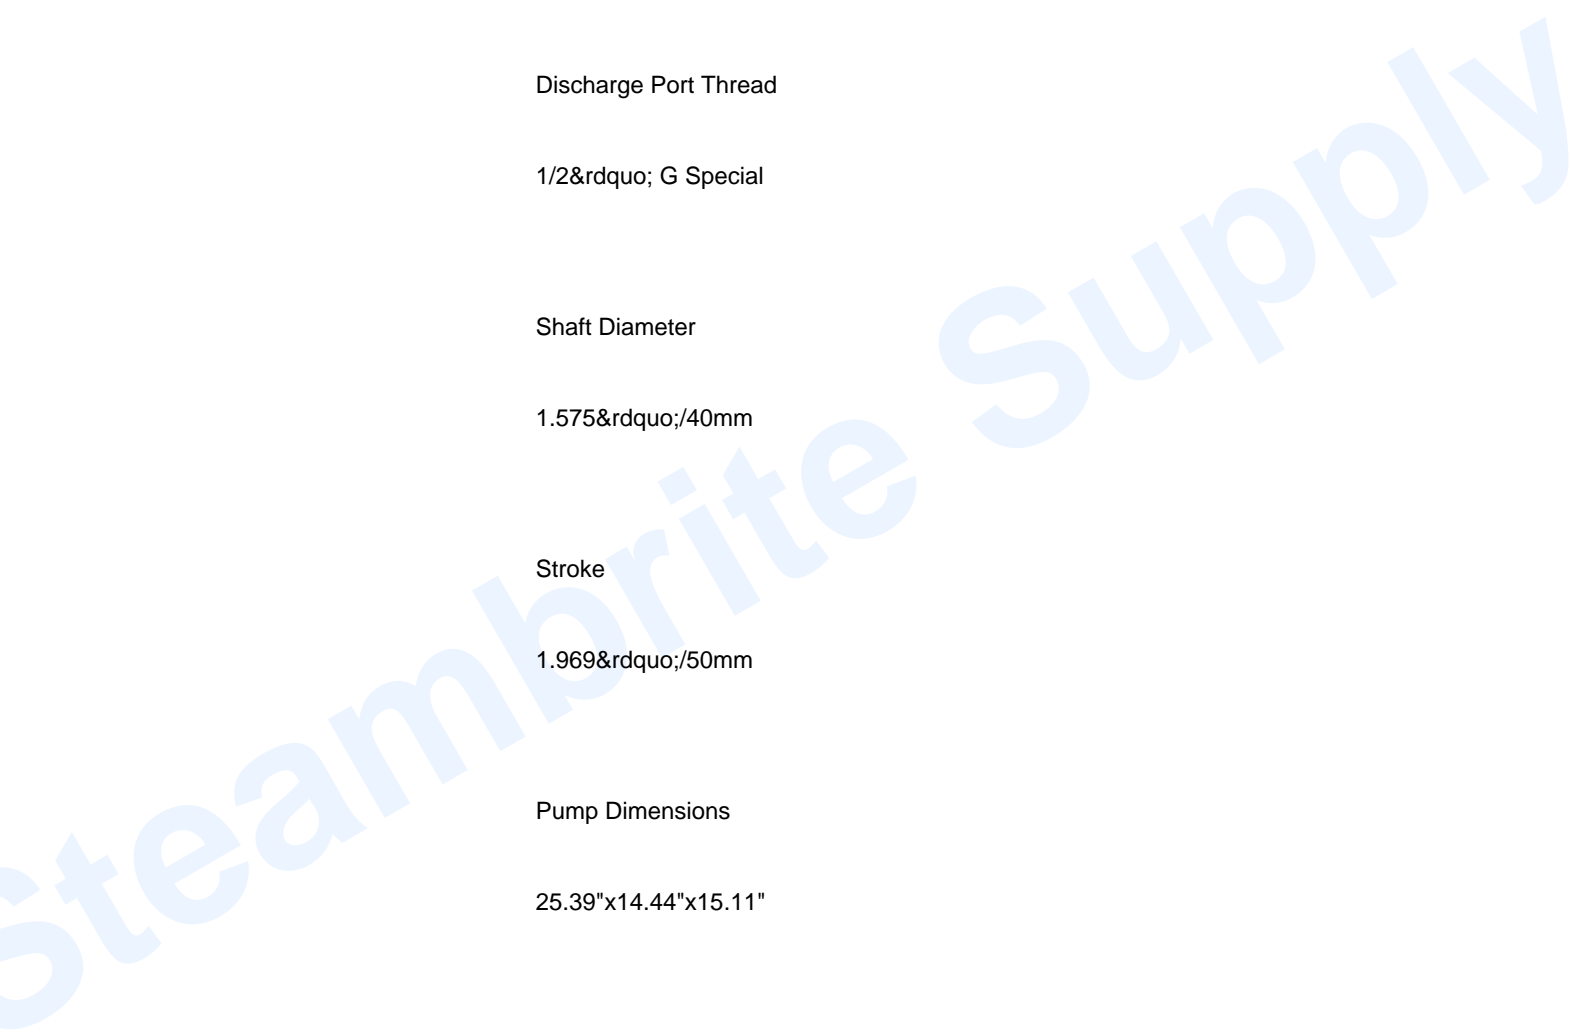 Discharge Port Thread
1/2&rdquo; G Special
Shaft Diameter
1.575&rdquo;/40mm
Stroke
1.969&rdquo;/50mm
Pump Dimensions
25.39"x14.44"x15.11"
Steambrite Supply